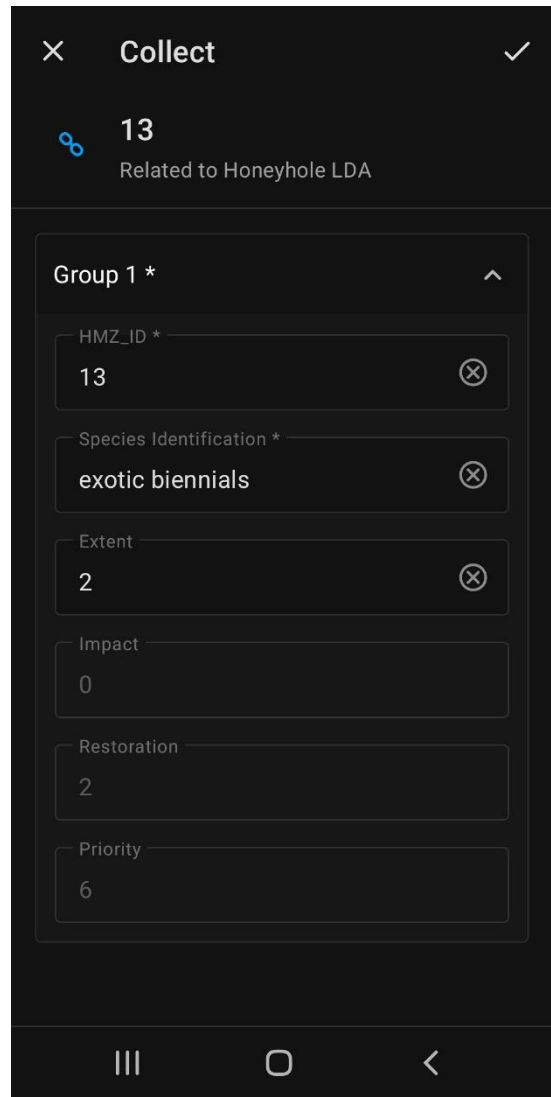 Collect
13
Related to Honeyhole LDA
Group 1 *
HMZ_ID *
13
Species Identification *
exotic biennials
Extent
2
Impact
0
Restoration
2
Priority
6